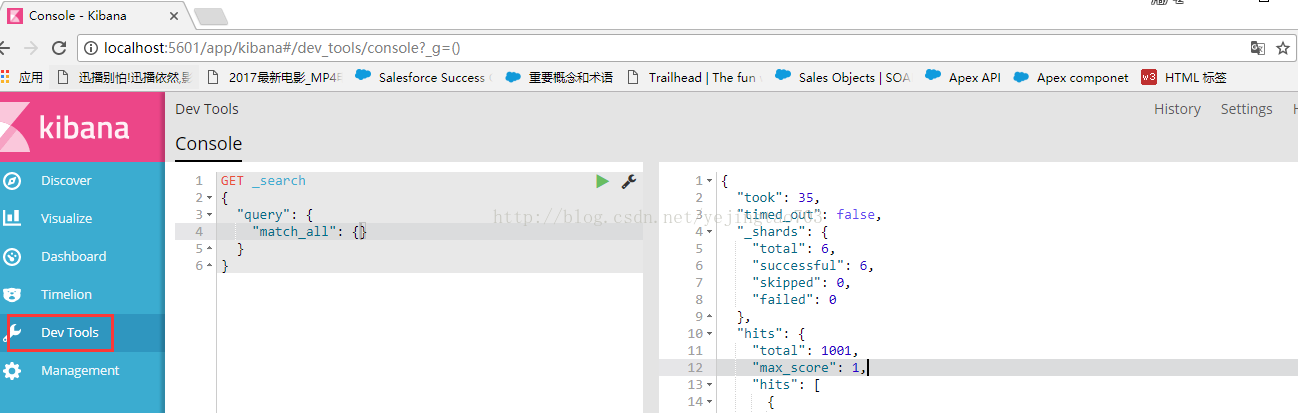 Console - Kibana
localhost:5601/app/kibana#/dev_tools/console?_g=()
应用 迅播别怕!迅播依然,影 2017最新电影_MP4E Salesforce Success 重要概念和术语 Trailhead | The fun Sales Objects | SOA Apex API Apex componet w3 HTML 标签
kibana
Discover
Visualize
Dashboard
Timelion
Dev Tools
Management
Dev Tools
History Settings
Console
1 GET _search
2 {
3 "query": {
4 "match_all": {}
5 }
6 }
1 {
2 "took": 35,
3 "timed_out": false,
4 "_shards": {
5 "total": 6,
6 "successful": 6,
7 "skipped": 0,
8 "failed": 0
9 },
10 "hits": {
11 "total": 1001,
12 "max_score": 1,
13 "hits": [
14 {